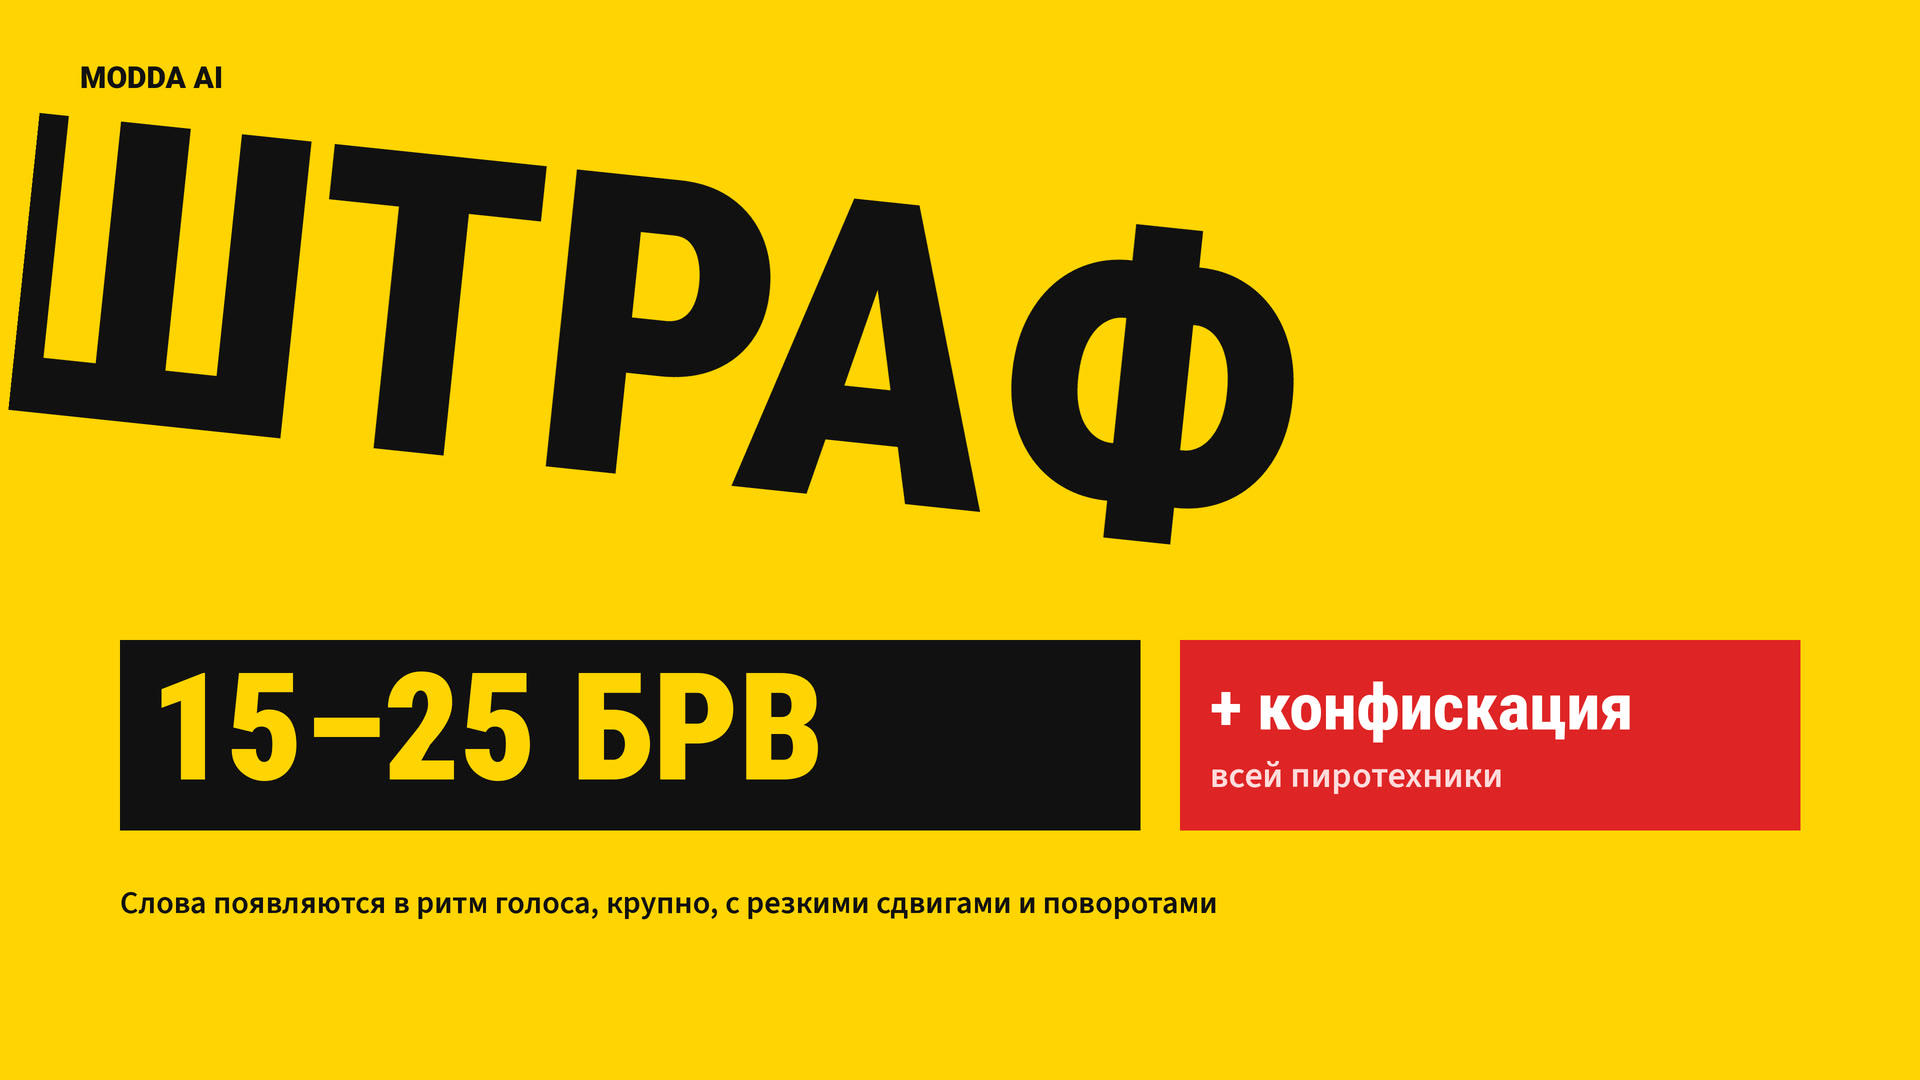 MODDA AI
ШТРАФ
15–25 БРВ
+ конфискация
всей пиротехники
Слова появляются в ритм голоса, крупно, с резкими сдвигами и поворотами